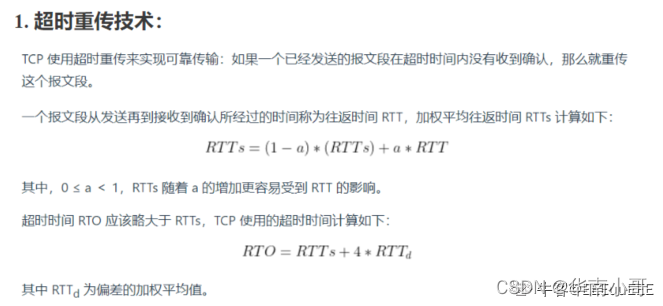 1. 超时重传技术：
TCP 使用超时重传来实现可靠传输：如果一个已经发送的报文段在超时时间内没有收到确认，那么就重传
这个报文段。
一个报文段从发送再到接收到确认所经过的时间称为往返时间 RTT，加权平均往返时间 RTTs 计算如下：
RTTs = (1 − a) * (RTTs) + a * RTT
其中，0 ≤ a ＜ 1，RTTs 随着 a 的增加更容易受到 RTT 的影响。
超时时间 RTO 应该略大于 RTTs，TCP 使用的超时时间计算如下：
RTO = RTTs + 4 * RTT_d
其中 RTT_d 为偏差的加权平均值。
CSDN @华南小哥